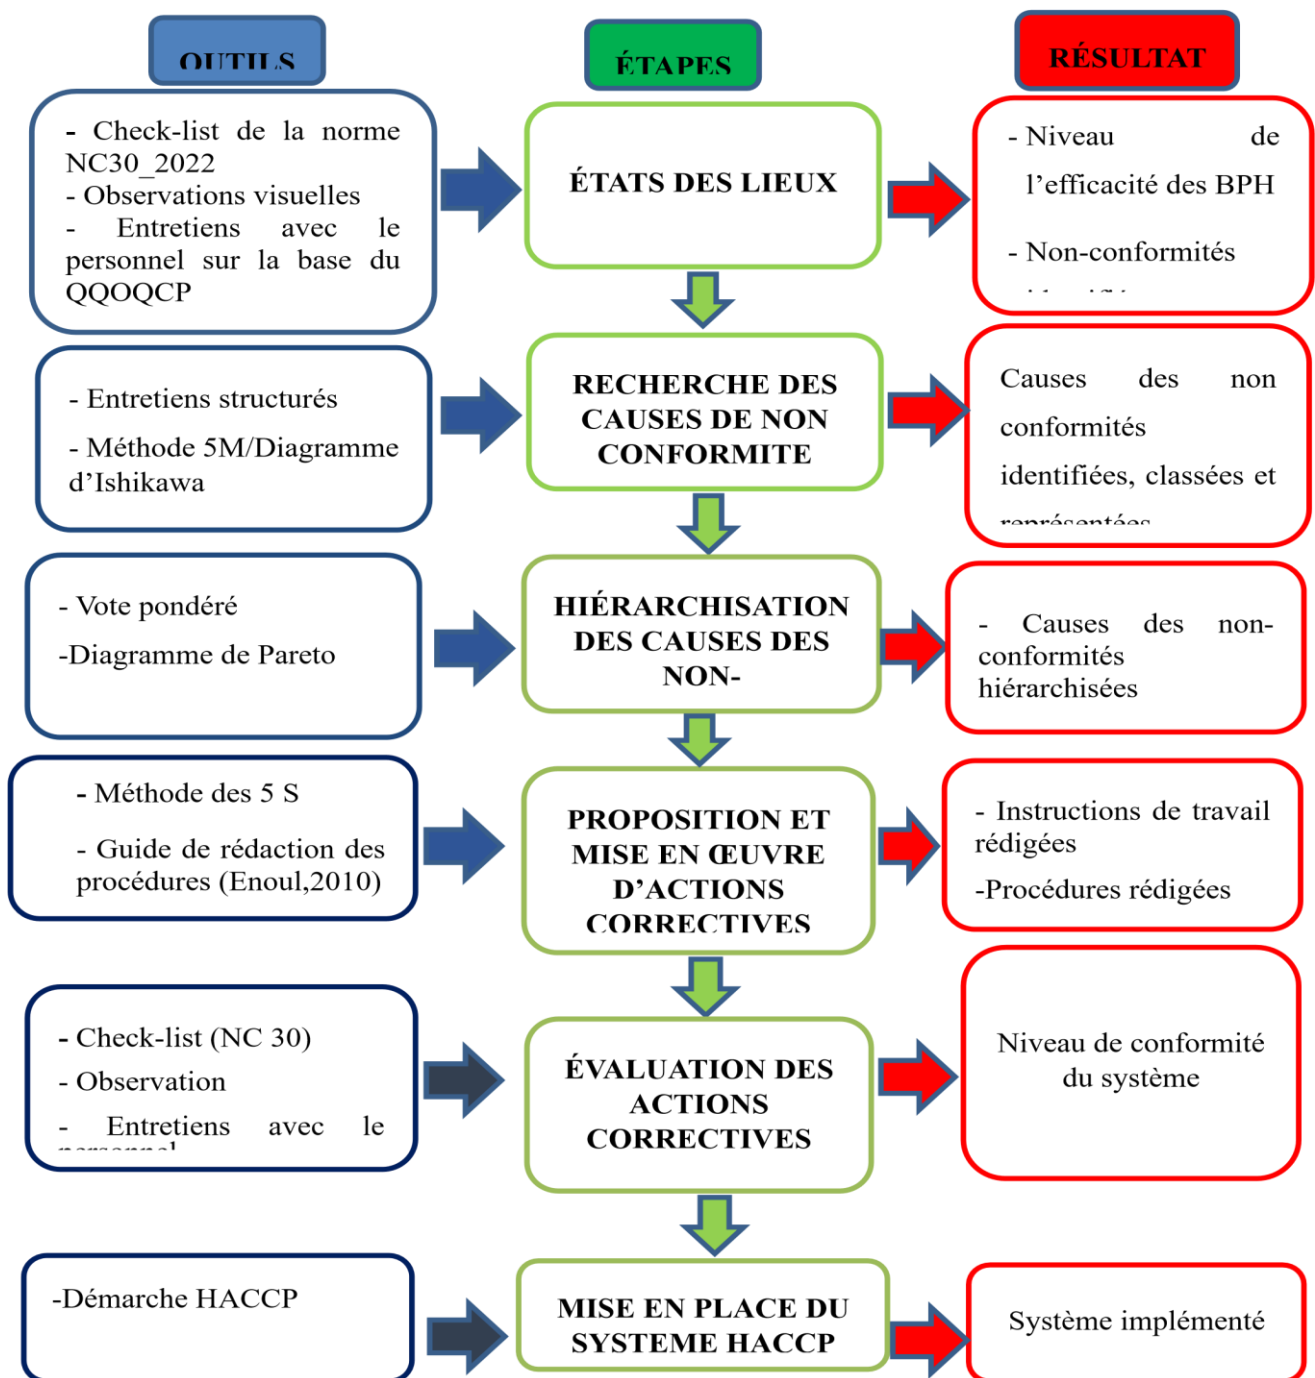 OUTILS
ÉTAPES
RÉSULTAT
- Check-list de la norme
NC30_2022
- Observations visuelles
- Entretiens avec le
personnel sur la base du
QQOQCP
ÉTATS DES LIEUX
- Niveau de
l’efficacité des BPH
- Non-conformités
- Entretiens structurés
- Méthode 5M/Diagramme
d’Ishikawa
RECHERCHE DES
CAUSES DE NON
CONFORMITE
Causes des non
conformités
identifiées, classées et
représentées
- Vote pondéré
-Diagramme de Pareto
HIÉRARCHISATION
DES CAUSES DES
NON-
- Causes des non-
conformités
hiérarchisées
- Méthode des 5 S
- Guide de rédaction des
procédures (Enoul,2010)
PROPOSITION ET
MISE EN ŒUVRE
D’ACTIONS
CORRECTIVES
- Instructions de travail
rédigées
-Procédures rédigées
- Check-list (NC 30)
- Observation
- Entretiens avec le
personnel
ÉVALUATION DES
ACTIONS
CORRECTIVES
Niveau de conformité
du système
-Démarche HACCP
MISE EN PLACE DU
SYSTEME HACCP
Système implémenté